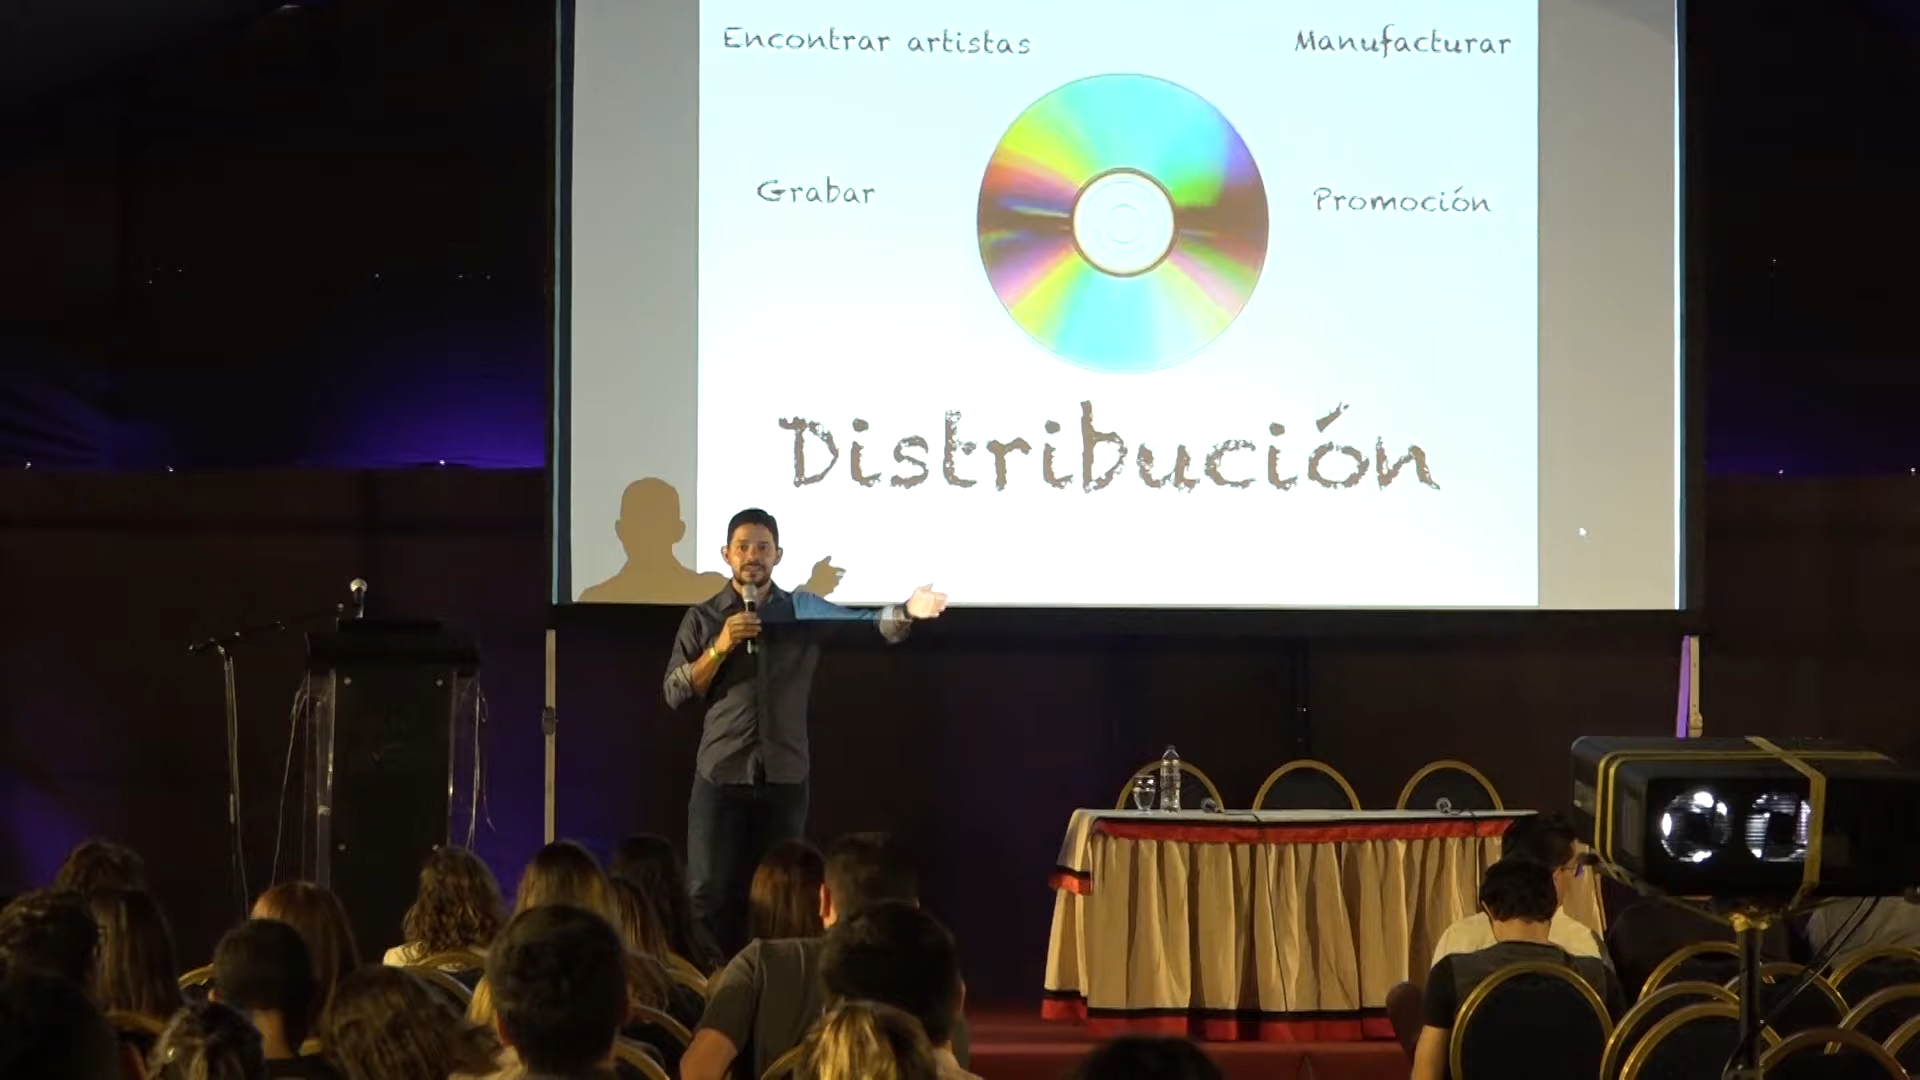 Encontrar artistas
Manufacturar
Grabar
Promoción
Distribución